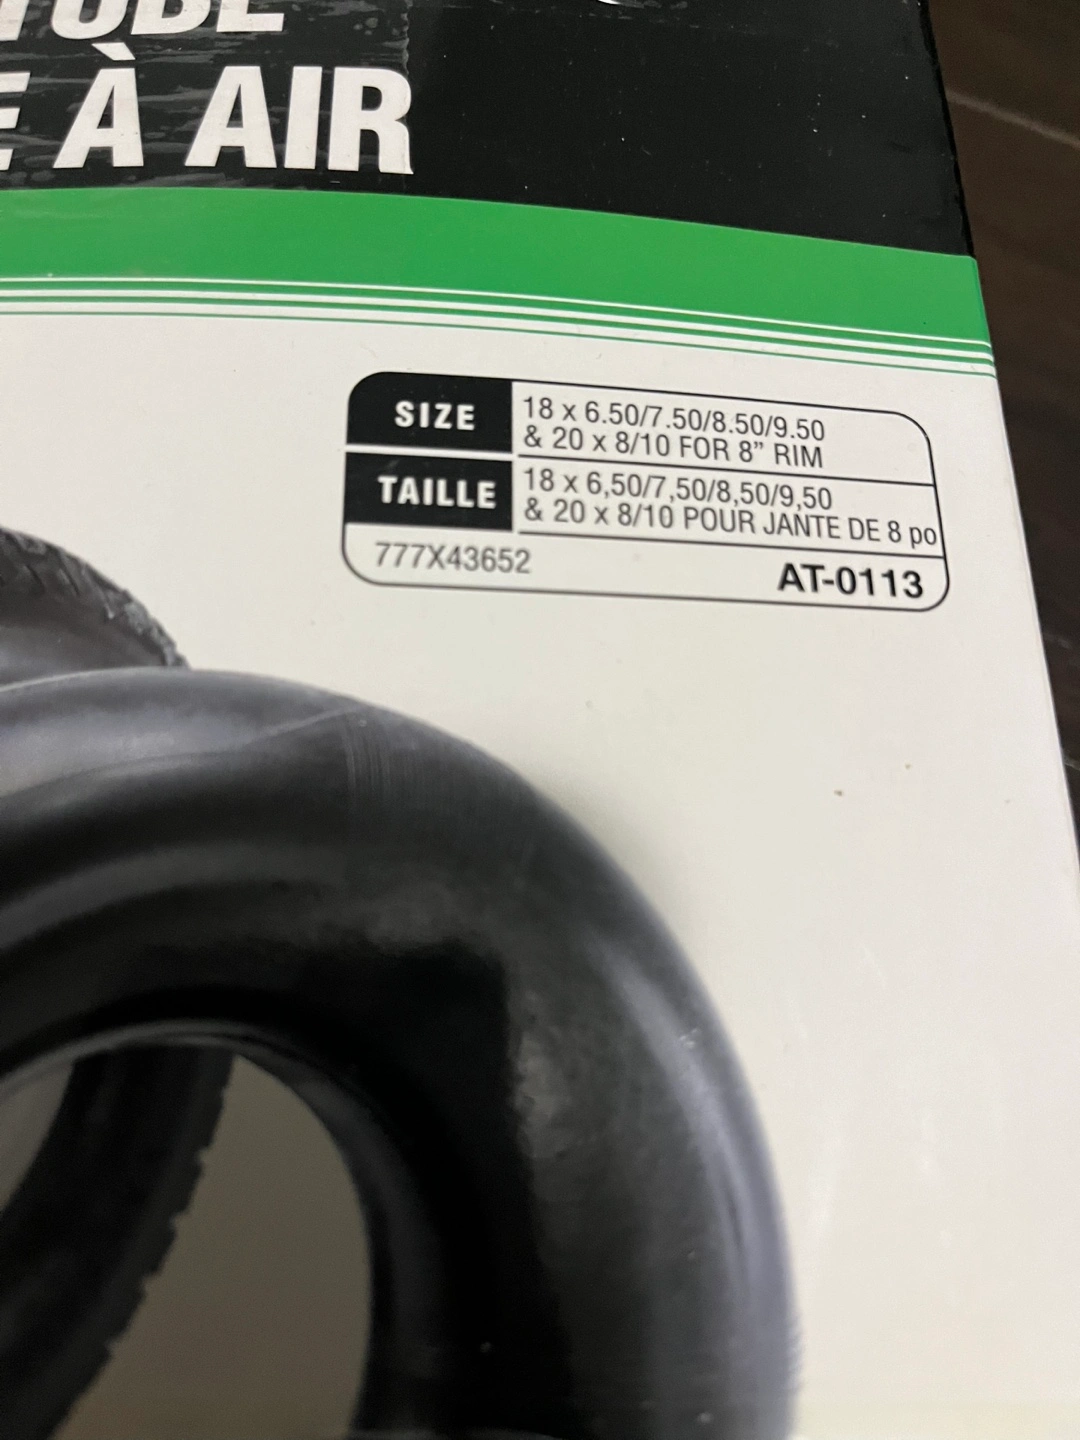 TUBE
À AIR
SIZE
18 x 6.50/7.50/8.50/9.50
& 20 x 8/10 FOR 8” RIM
TAILLE
18 x 6,50/7,50/8,50/9,50
& 20 x 8/10 POUR JANTE DE 8 po
777X43652
AT-0113